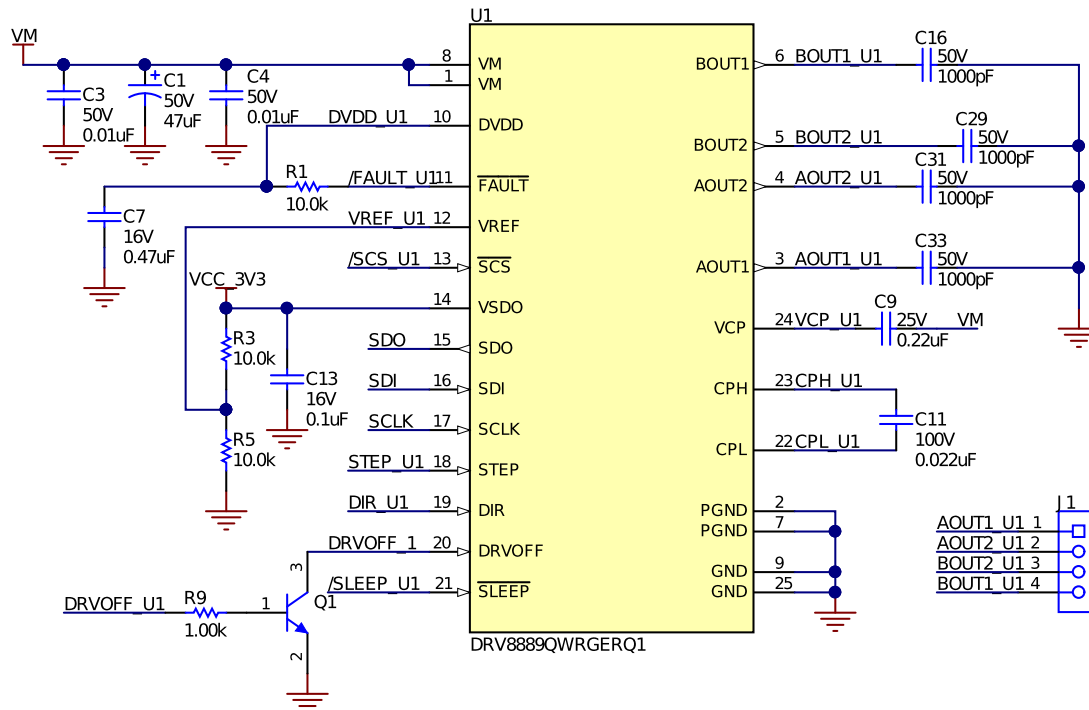 U1
VM
8 VM
1 VM
C3
50V
0.01uF
C1
50V
47uF
C4
50V
0.01uF
+
DVDD_U1 10 DVDD
R1
10.0k
/FAULT_U1 11 FAULT
C7
16V
0.47uF
VREF_U1 12 VREF
/SCS_U1 13 SCS
VCC_3V3
14 VSDO
R3
10.0k
SDO 15 SDO
C13
16V
0.1uF
SDI 16 SDI
SCLK 17 SCLK
R5
10.0k
STEP_U1 18 STEP
DIR_U1 19 DIR
DRVOFF_1 20 DRVOFF
/SLEEP_U1 21 SLEEP
DRVOFF_U1
R9
1.00k
1
3
Q1
2
DRV8889QWRGERQ1
BOUT1 6 BOUT1_U1
C16
50V
1000pF
BOUT2 5 BOUT2_U1
C29
50V
1000pF
AOUT2 4 AOUT2_U1
C31
50V
1000pF
AOUT1 3 AOUT1_U1
C33
50V
1000pF
VCP 24 VCP_U1
C9
25V
0.22uF
VM
CPH 23 CPH_U1
C11
100V
0.022uF
CPL 22 CPL_U1
PGND 2
PGND 7
GND 9
GND 25
J1
AOUT1_U1 1
AOUT2_U1 2
BOUT2_U1 3
BOUT1_U1 4